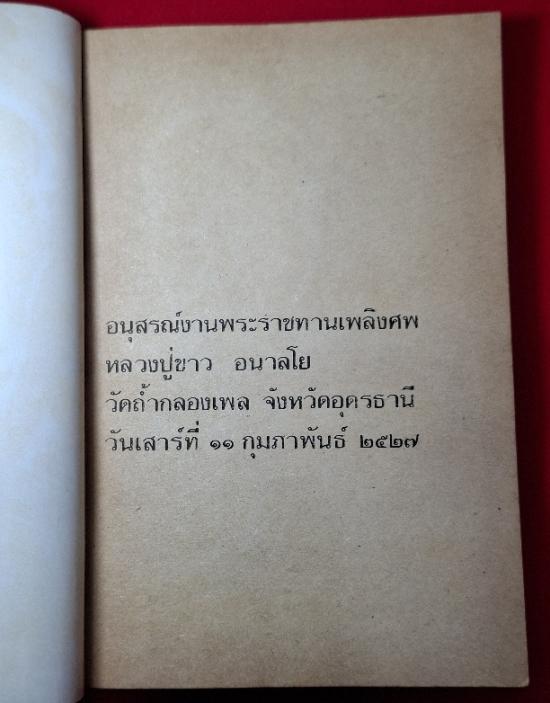 อนุสรณ์งานพระราชทานเพลิงศพ
หลวงปู่ขาว อนาลโย
วัดถ้ำกลองเพล จังหวัดอุดรธานี
วันเสาร์ที่ ๑๑ กุมภาพันธ์ ๒๕๒๗